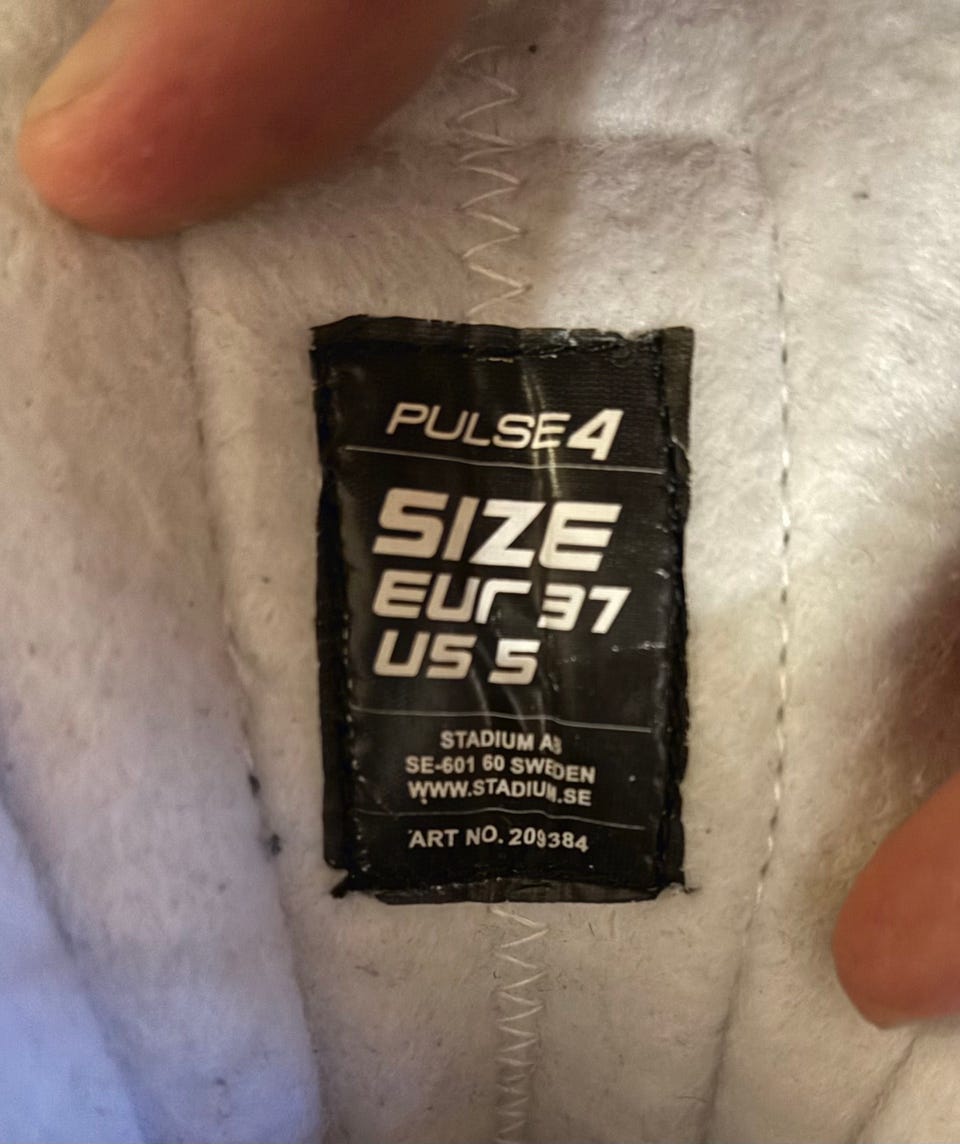 PULSE4
SIZE
EUR 37
US 5
STADIUM AB
SE-601 60 SWEDEN
WWW.STADIUM.SE
ART NO. 209384